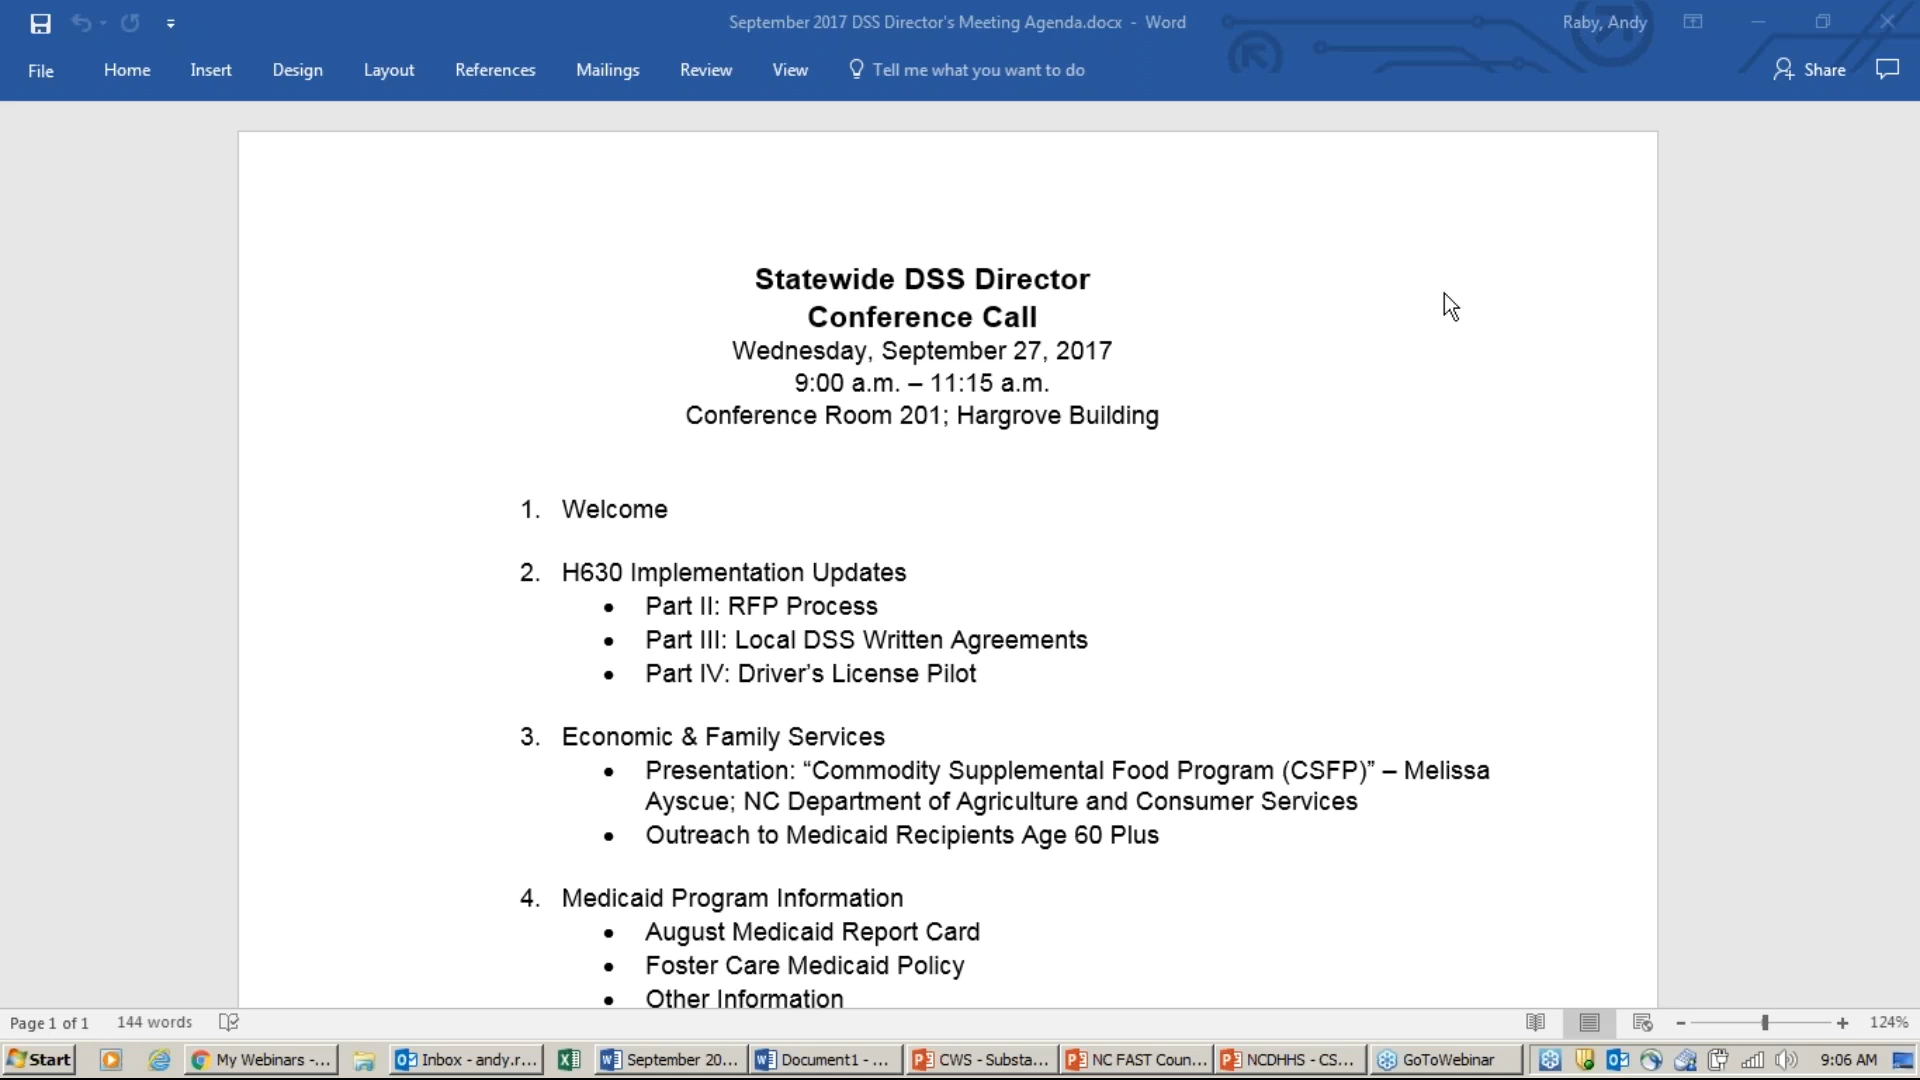 September 2017 DSS Director's Meeting Agenda.docx - Word
Raby, Andy
File Home Insert Design Layout References Mailings Review View Tell me what you want to do Share
Statewide DSS Director
Conference Call
Wednesday, September 27, 2017
9:00 a.m. – 11:15 a.m.
Conference Room 201; Hargrove Building
1. Welcome
2. H630 Implementation Updates
• Part II: RFP Process
• Part III: Local DSS Written Agreements
• Part IV: Driver’s License Pilot
3. Economic & Family Services
• Presentation: “Commodity Supplemental Food Program (CSFP)” – Melissa
Ayscue; NC Department of Agriculture and Consumer Services
• Outreach to Medicaid Recipients Age 60 Plus
4. Medicaid Program Information
• August Medicaid Report Card
• Foster Care Medicaid Policy
• Other Information
Page 1 of 1 144 words 124%
Start My Webinars -... Inbox - andy.r... September 20... Document1 - ... CWS - Substa... NC FAST Coun... NCDHHS - CS... GoToWebinar 9:06 AM